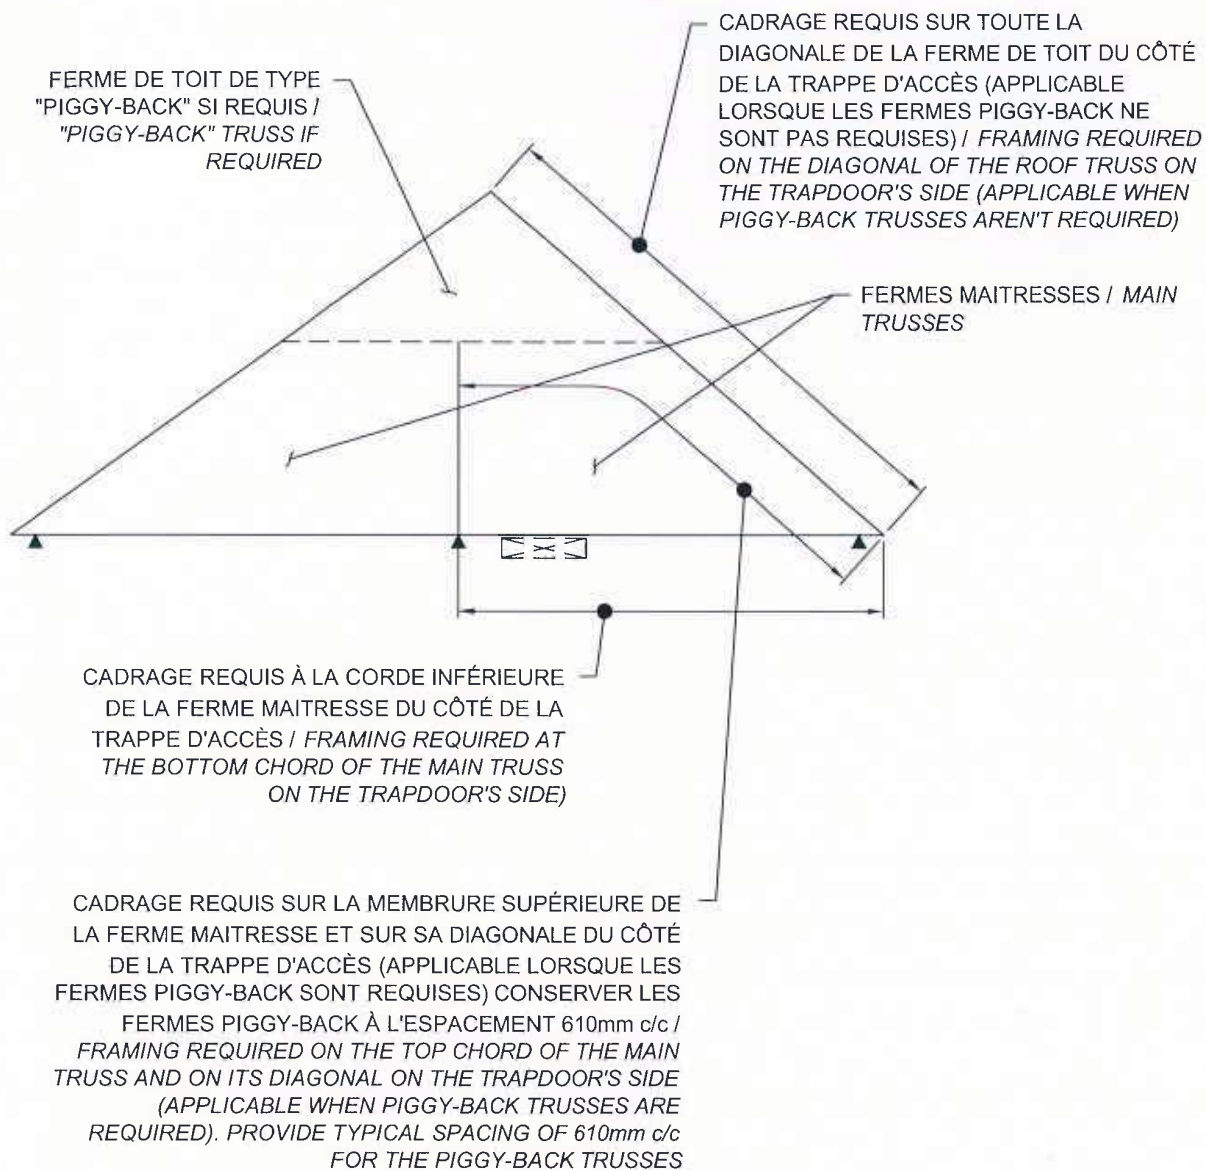 CADRAGE REQUIS SUR TOUTE LA
DIAGONALE DE LA FERME DE TOIT DU CÔTÉ
DE LA TRAPPE D'ACCÈS (APPLICABLE
LORSQUE LES FERMES PIGGY-BACK NE
SONT PAS REQUISES) / FRAMING REQUIRED
ON THE DIAGONAL OF THE ROOF TRUSS ON
THE TRAPDOOR'S SIDE (APPLICABLE WHEN
PIGGY-BACK TRUSSES AREN'T REQUIRED)
FERME DE TOIT DE TYPE
"PIGGY-BACK" SI REQUIS /
"PIGGY-BACK" TRUSS IF
REQUIRED
FERMES MAITRESSES / MAIN
TRUSSES
CADRAGE REQUIS À LA CORDE INFÉRIEURE
DE LA FERME MAITRESSE DU CÔTÉ DE LA
TRAPPE D'ACCÈS / FRAMING REQUIRED AT
THE BOTTOM CHORD OF THE MAIN TRUSS
ON THE TRAPDOOR'S SIDE)
CADRAGE REQUIS SUR LA MEMBRURE SUPÉRIEURE DE
LA FERME MAITRESSE ET SUR SA DIAGONALE DU CÔTÉ
DE LA TRAPPE D'ACCÈS (APPLICABLE LORSQUE LES
FERMES PIGGY-BACK SONT REQUISES) CONSERVER LES
FERMES PIGGY-BACK À L'ESPACEMENT 610mm c/c /
FRAMING REQUIRED ON THE TOP CHORD OF THE MAIN
TRUSS AND ON ITS DIAGONAL ON THE TRAPDOOR'S SIDE
(APPLICABLE WHEN PIGGY-BACK TRUSSES ARE
REQUIRED). PROVIDE TYPICAL SPACING OF 610mm c/c
FOR THE PIGGY-BACK TRUSSES